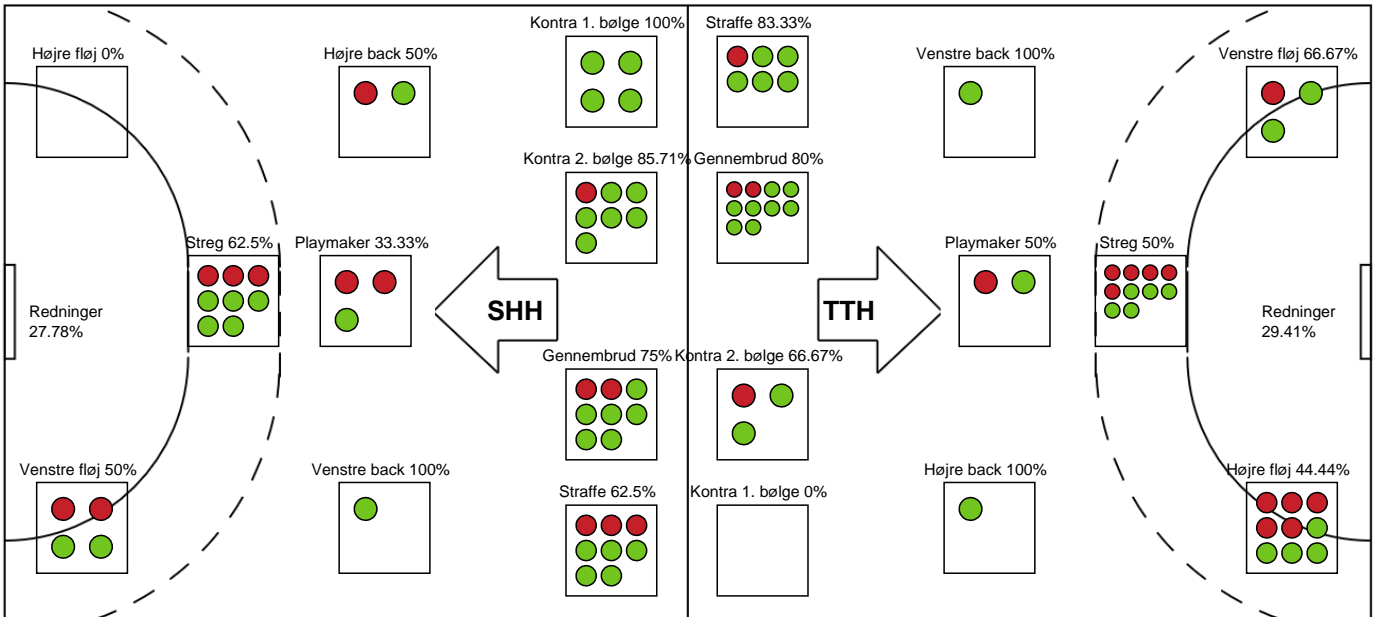 Kontra 1. bølge 100%
Straffe 83.33%
Højre fløj 0%
Højre back 50%
Venstre back 100%
Venstre fløj 66.67%
Kontra 2. bølge 85.71%
Gennembrud 80%
Streg 62.5%
Playmaker 33.33%
Playmaker 50%
Streg 50%
Redninger
27.78%
SHH
TTH
Redninger
29.41%
Gennembrud 75%
Kontra 2. bølge 66.67%
Venstre fløj 50%
Venstre back 100%
Højre back 100%
Højre fløj 44.44%
Straffe 62.5%
Kontra 1. bølge 0%